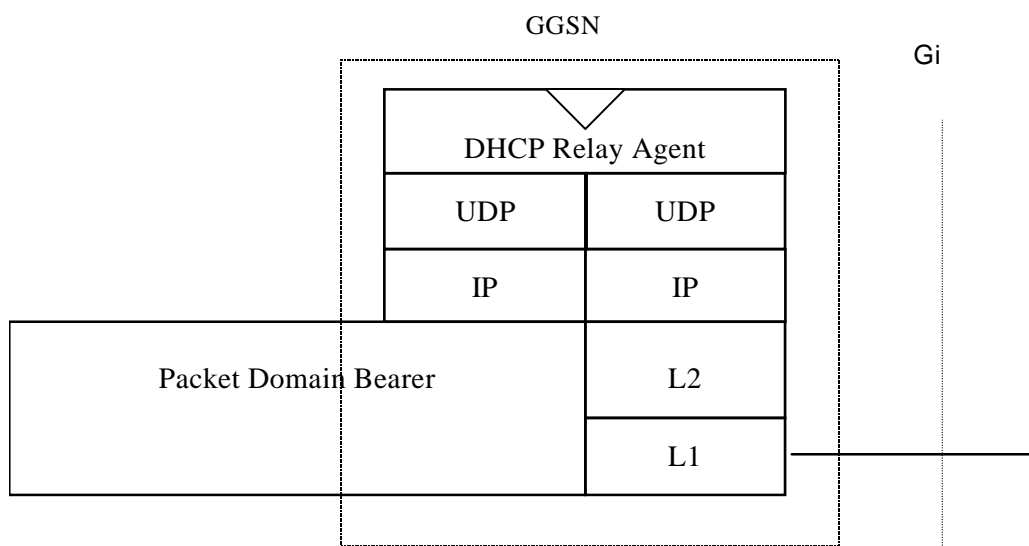 GGSN
Gi
DHCP Relay Agent
UDP
UDP
IP
IP
Packet Domain Bearer
L2
L1